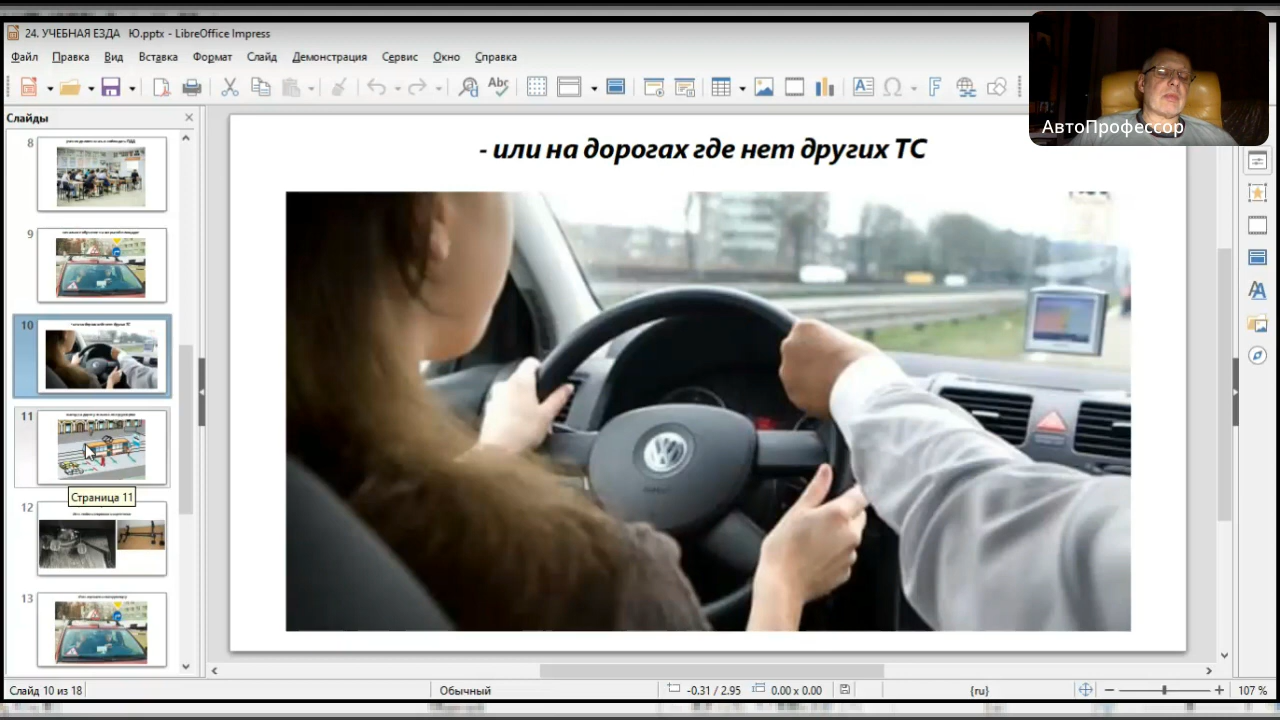 24. УЧЕБНАЯ ЕЗДА Ю.pptx - LibreOffice Impress
Файл Правка Вид Вставка Формат Слайд Демонстрация Сервис Окно Справка
АвтоПрофессор
Слайды
8
9
10
11
Страница 11
12
13
- или на дорогах где нет других ТС
Слайд 10 из 18
Обычный
-0.31 / 2.95
0.00 x 0.00
{ru}
107 %